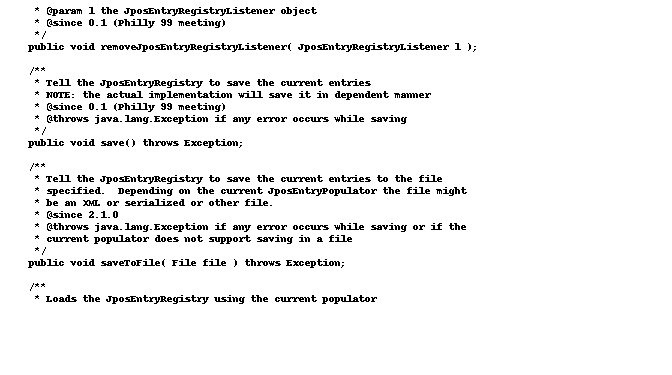 * @param l the JposEntryRegistryListener object
* @since 0.1 (Philly 99 meeting)
*/
public void removeJposEntryRegistryListener( JposEntryRegistryListener l );
/**
* Tell the JposEntryRegistry to save the current entries
* NOTE: the actual implementation will save it in dependent manner
* @since 0.1 (Philly 99 meeting)
* @throws java.lang.Exception if any error occurs while saving
*/
public void save() throws Exception;
/**
* Tell the JposEntryRegistry to save the current entries to the file
* specified.  Depending on the current JposEntryPopulator the file might
* be an XML or serialized or other file.
* @since 2.1.0
* @throws java.lang.Exception if any error occurs while saving or if the
* current populator does not support saving in a file
*/
public void saveToFile( File file ) throws Exception;
/**
* Loads the JposEntryRegistry using the current populator